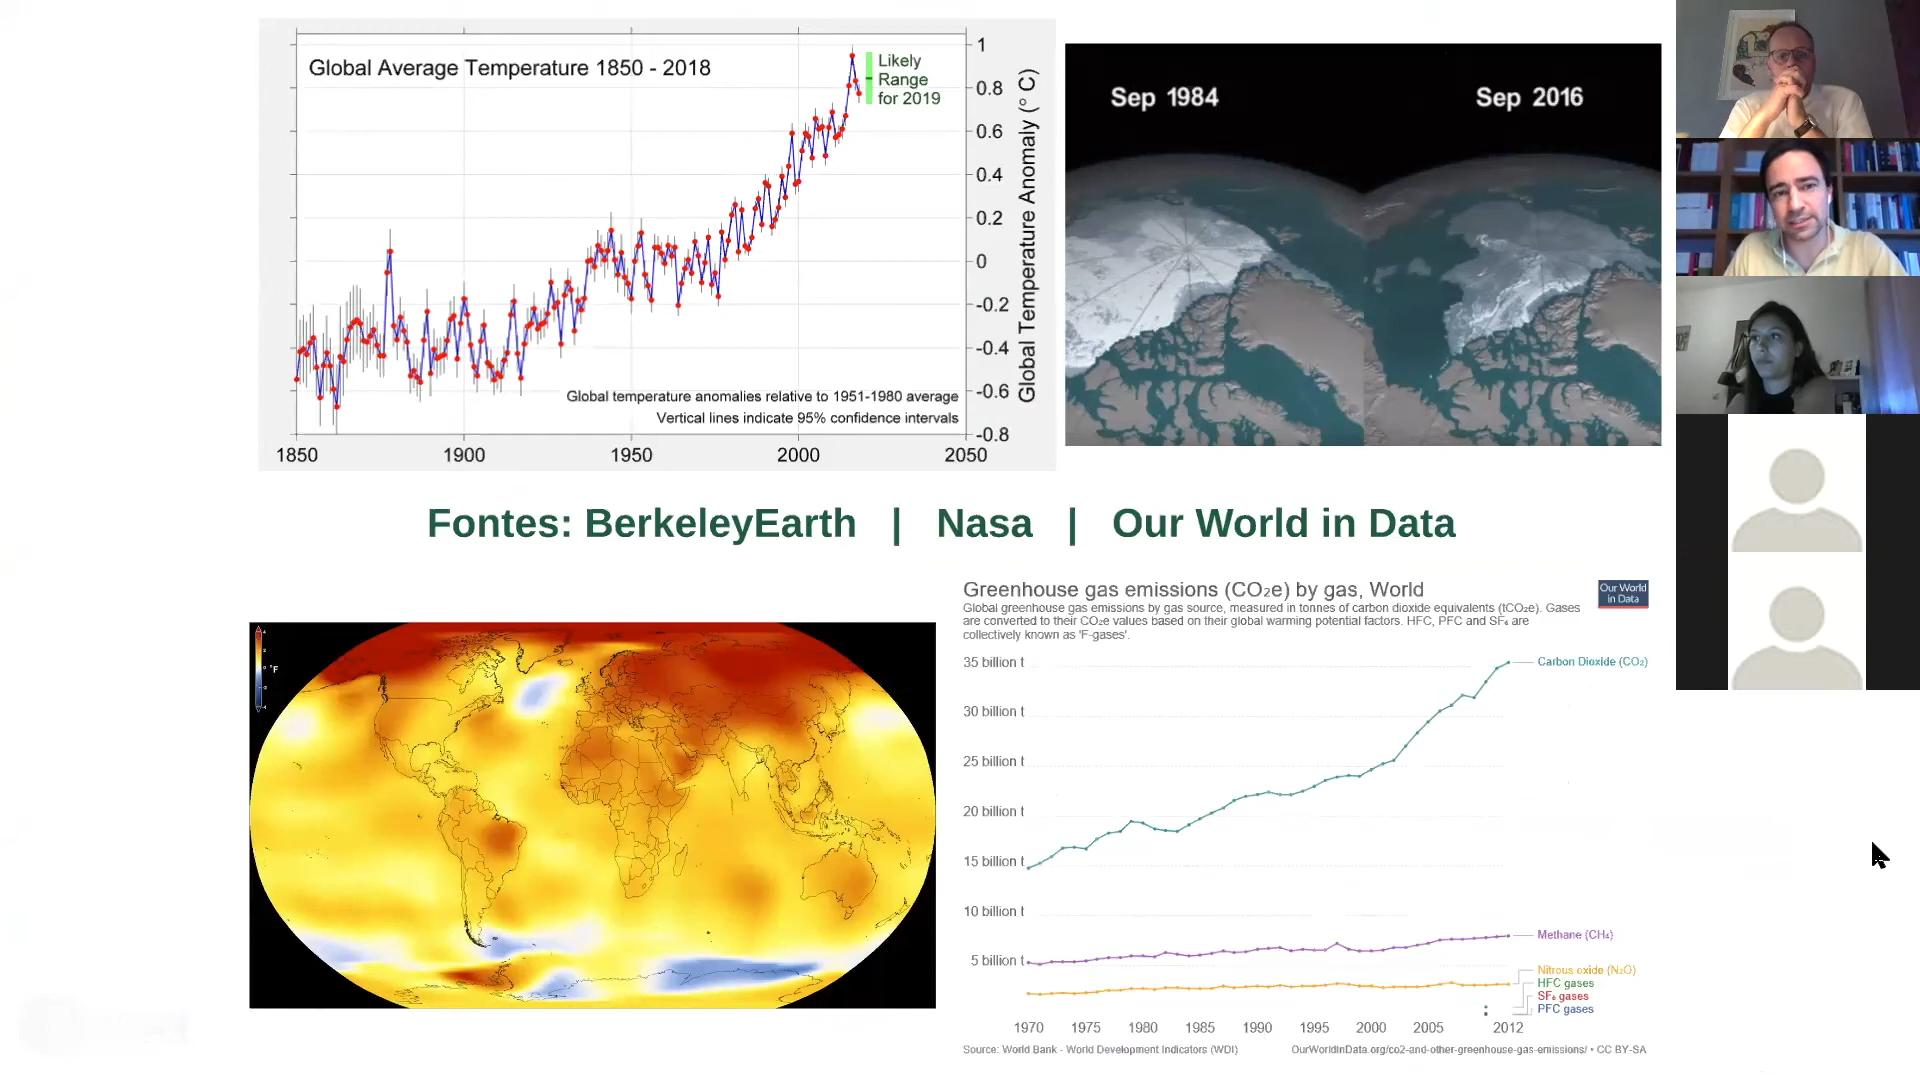 Global Average Temperature 1850 - 2018
Likely
Range
for 2019
1
0.8
0.6
0.4
0.2
0
-0.2
-0.4
-0.6
-0.8
Global Temperature Anomaly (° C)
Global temperature anomalies relative to 1951-1980 average
Vertical lines indicate 95% confidence intervals
1850 1900 1950 2000 2050
Sep 1984
Sep 2016
Fontes: BerkeleyEarth | Nasa | Our World in Data
°F
Greenhouse gas emissions (CO₂e) by gas, World
Our World
in Data
Global greenhouse gas emissions by gas source, measured in tonnes of carbon dioxide equivalents (tCO₂e). Gases
are converted to their CO₂e values based on their global warming potential factors. HFC, PFC and SF₆ are
collectively known as 'F-gases'.
35 billion t
30 billion t
25 billion t
20 billion t
15 billion t
10 billion t
5 billion t
Carbon Dioxide (CO₂)
Methane (CH₄)
Nitrous oxide (N₂O)
HFC gases
SF₆ gases
PFC gases
1970 1975 1980 1985 1990 1995 2000 2005 2012
Source: World Bank - World Development Indicators (WDI)
OurWorldInData.org/co2-and-other-greenhouse-gas-emissions/ • CC BY-SA